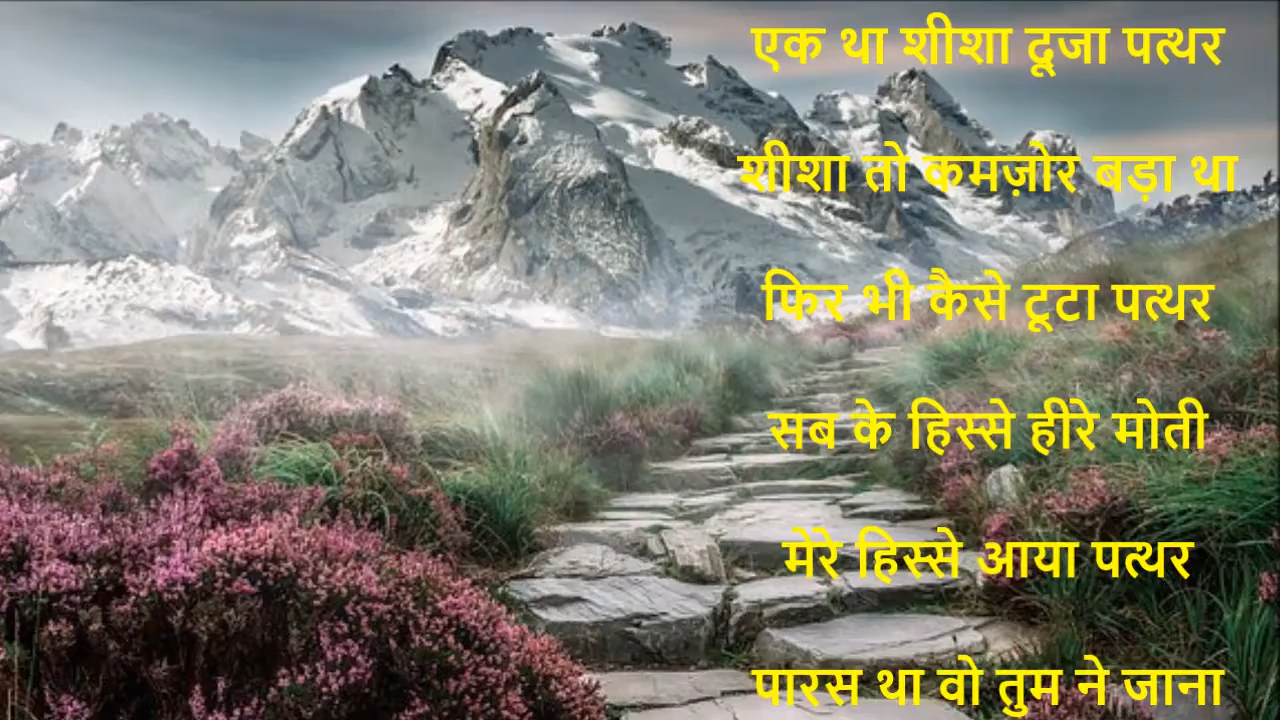 एक था शीशा दूजा पत्थर
शीशा तो कमज़ोर बड़ा था
फिर भी कैसे टूटा पत्थर
सब के हिस्से हीरे मोती
मेरे हिस्से आया पत्थर
पारस था वो तुम ने जाना